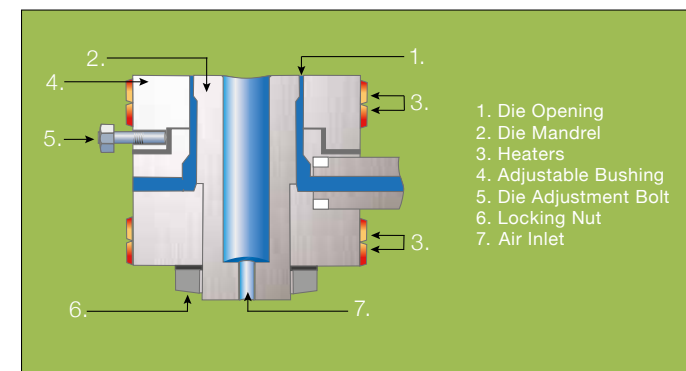 1.
2.
4.
3.
5.
3.
6.
7.
1. Die Opening
2. Die Mandrel
3. Heaters
4. Adjustable Bushing
5. Die Adjustment Bolt
6. Locking Nut
7. Air Inlet